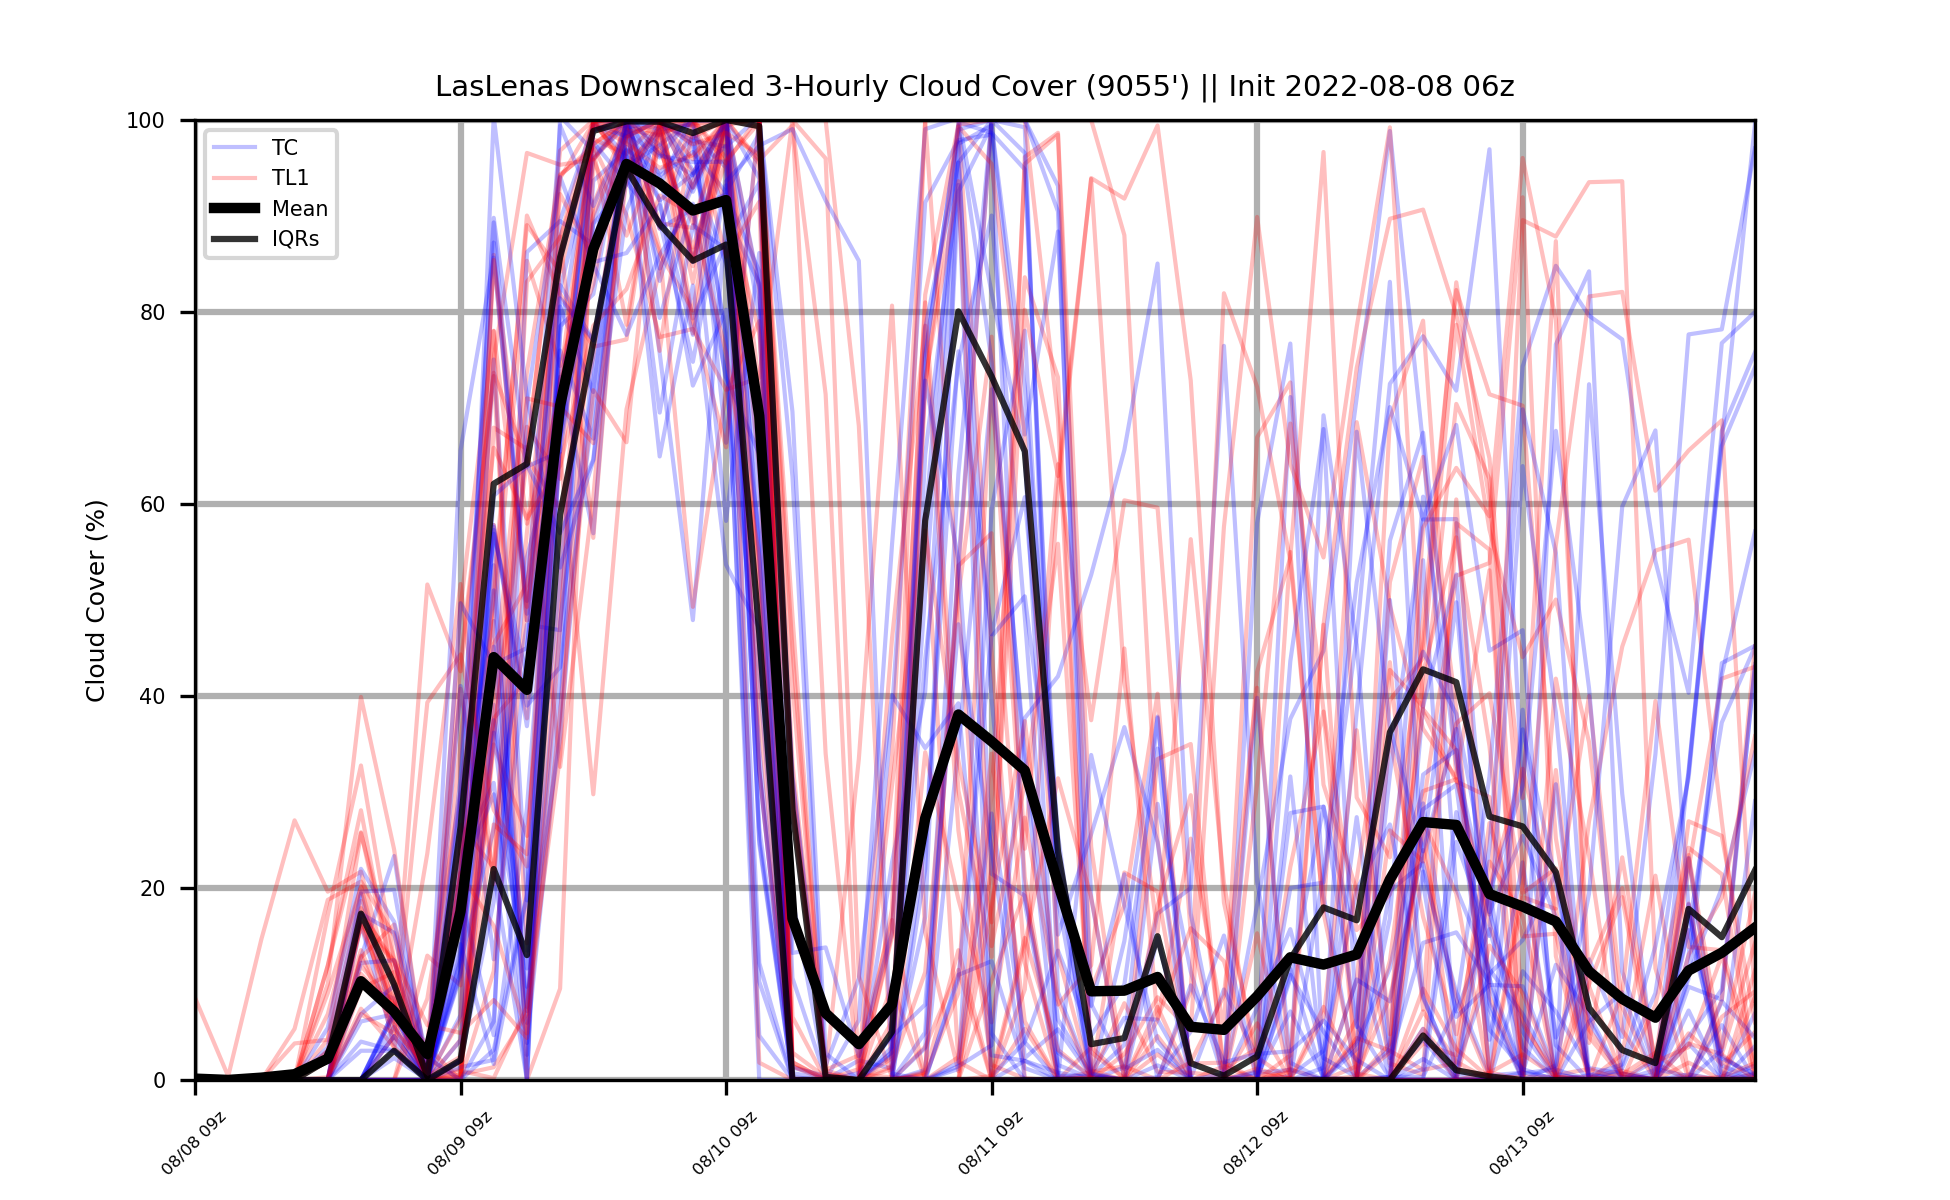 LasLenas Downscaled 3-Hourly Cloud Cover (9055') || Init 2022-08-08 06z
TC
TL1
Mean
IQRs
Cloud Cover (%)
100
80
60
40
20
0
08/08 09z
08/09 09z
08/10 09z
08/11 09z
08/12 09z
08/13 09z